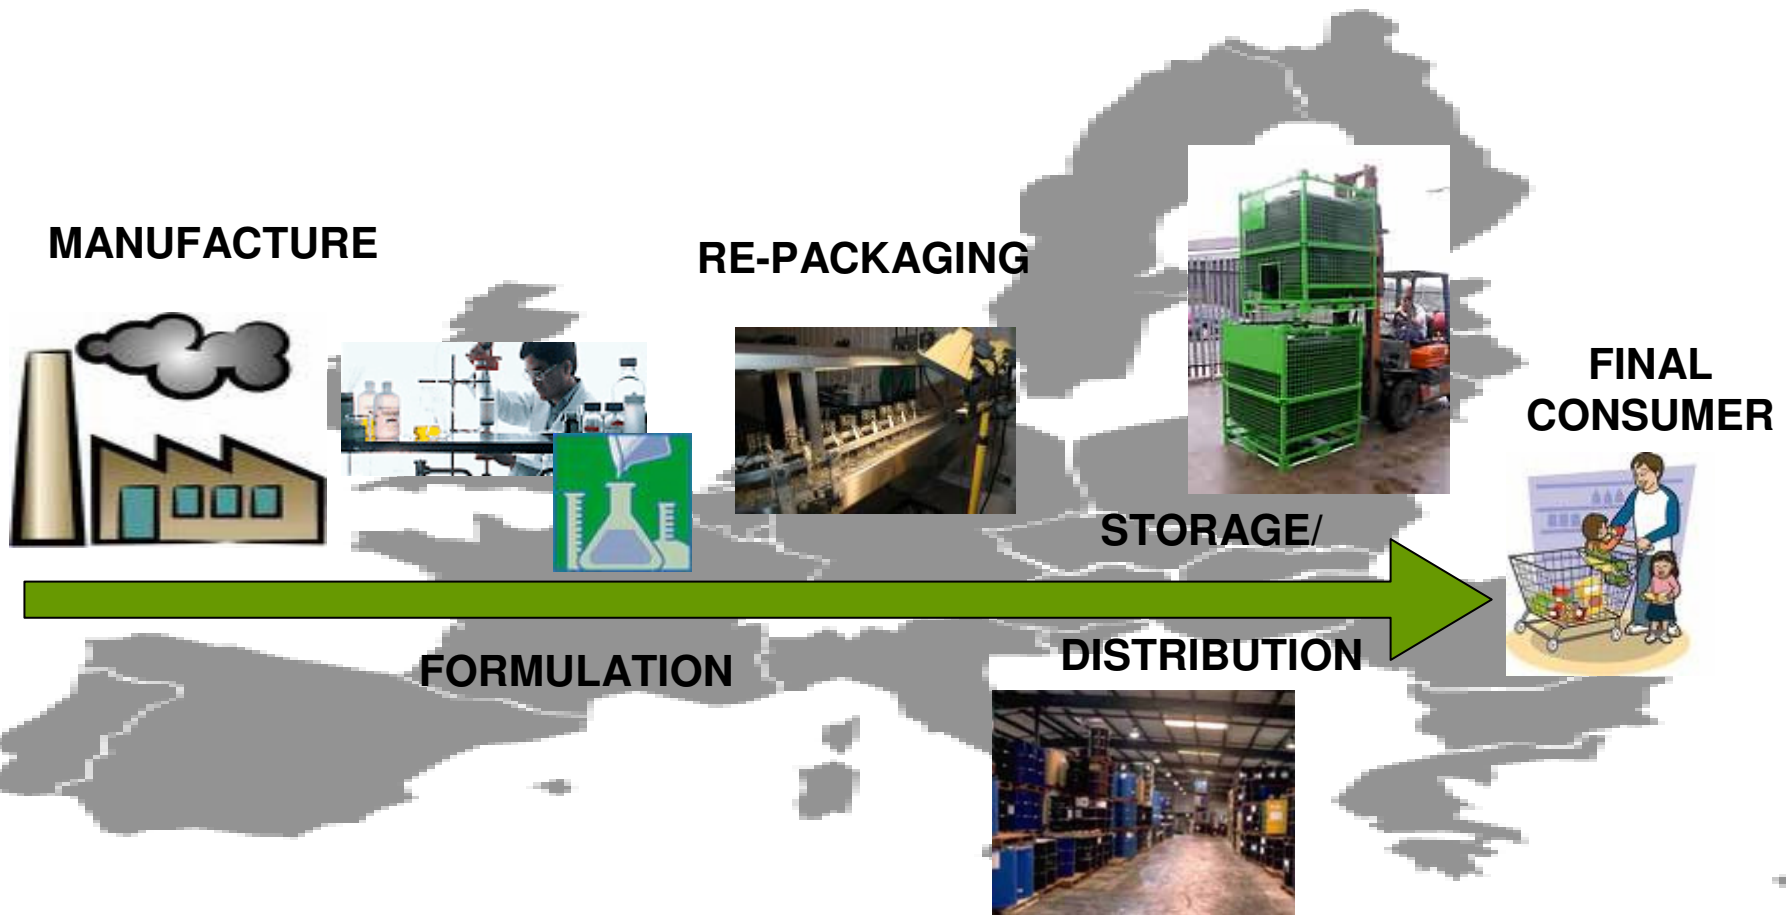 MANUFACTURE
RE-PACKAGING
FINAL
CONSUMER
STORAGE/
DISTRIBUTION
FORMULATION